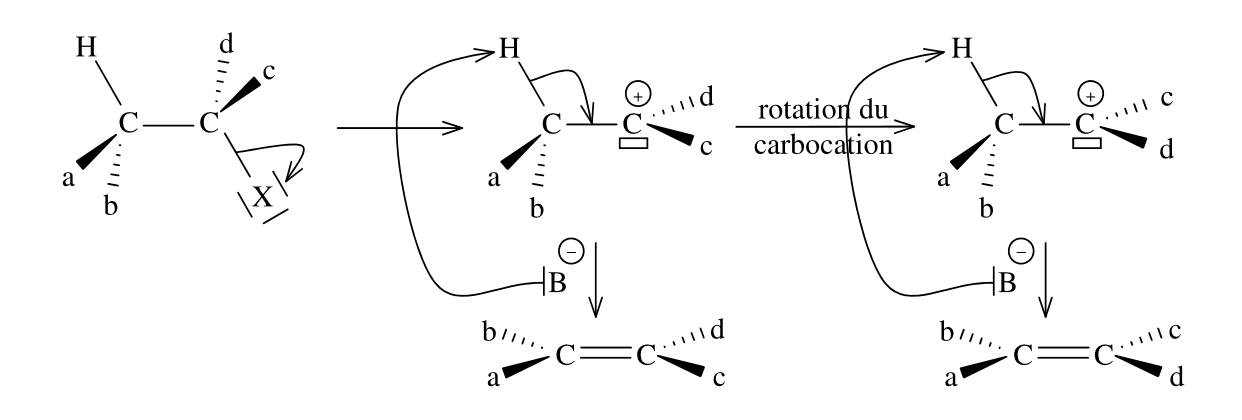 H d c C C a b X
H C C + d c a b
rotation du
carbocation
H C C + c d a b
B −
B −
b a C C d c
b a C C c d